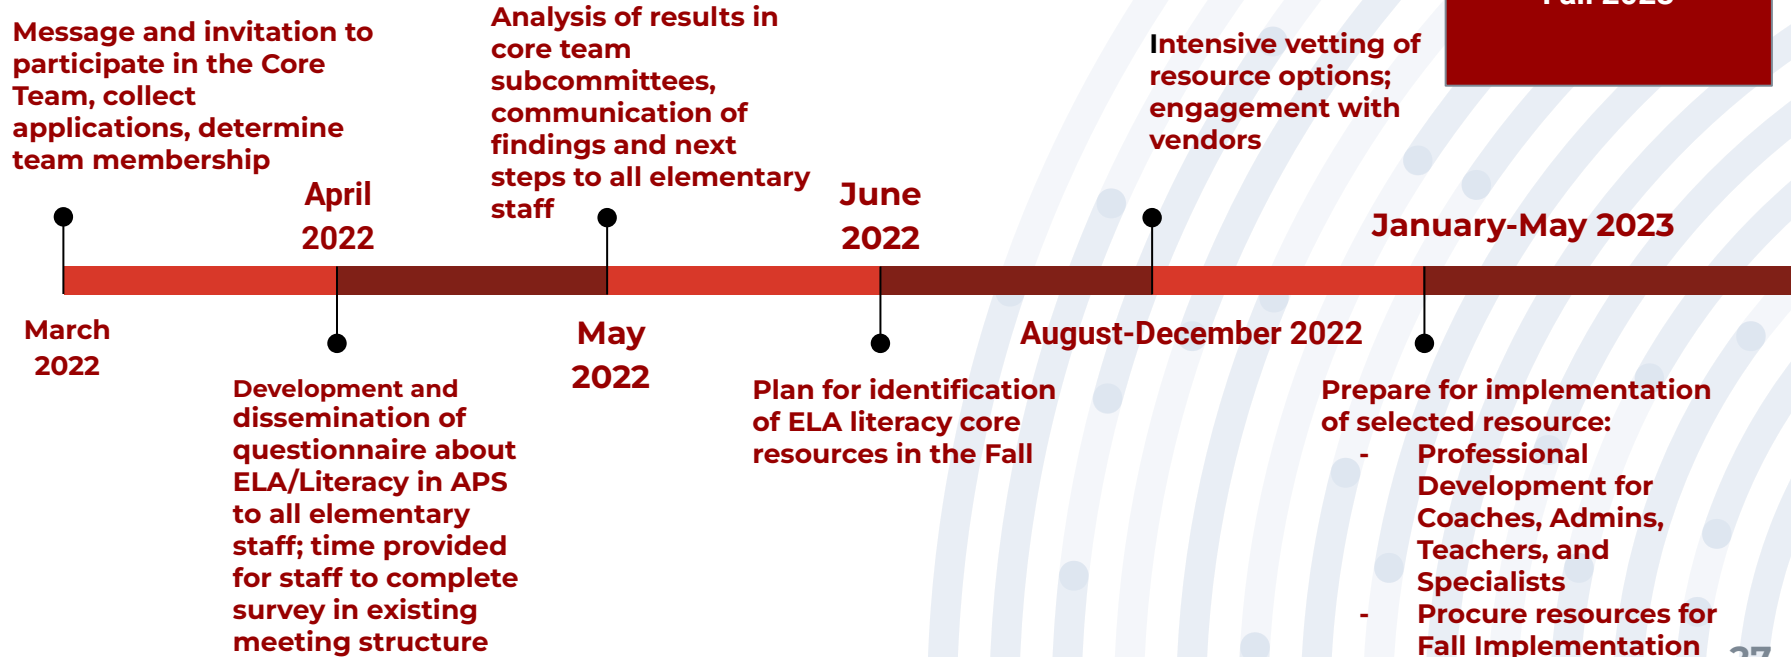 Message and invitation to
participate in the Core
Team, collect
applications, determine
team membership
March
2022
April
2022
Development and
dissemination of
questionnaire about
ELA/Literacy in APS
to all elementary
staff; time provided
for staff to complete
survey in existing
meeting structure
Analysis of results in
core team
subcommittees,
communication of
findings and next
steps to all elementary
staff
May
2022
June
2022
Plan for identification
of ELA literacy core
resources in the Fall
Intensive vetting of
resource options;
engagement with
vendors
August-December 2022
January-May 2023
Prepare for implementation
of selected resource:
- Professional
Development for
Coaches, Admins,
Teachers, and
Specialists
- Procure resources for
Fall Implementation